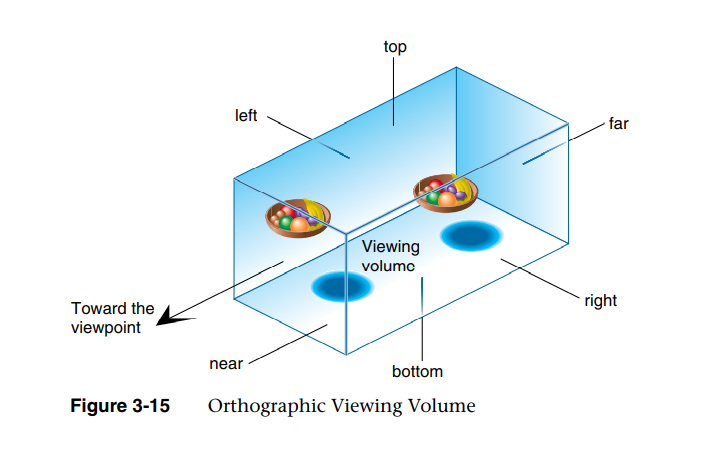 top
left
far
Viewing
volume
Toward the
viewpoint
right
near
bottom
Figure 3-15 Orthographic Viewing Volume